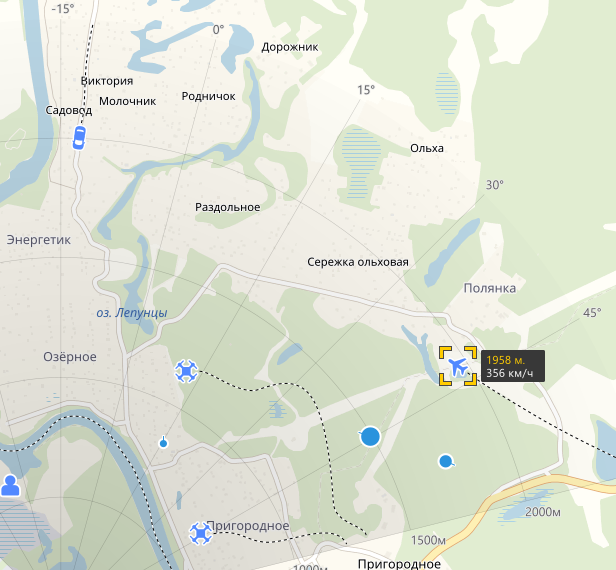 -15°
0°
Дорожник
Виктория
15°
Родничок
Молочник
Садовод
Ольха
30°
Раздольное
Энергетик
Сережка ольховая
Полянка
оз. Лепунцы
45°
Озёрное
1958 м.
356 км/ч
2000м
Пригородное
1500м
Пригородное
1000м